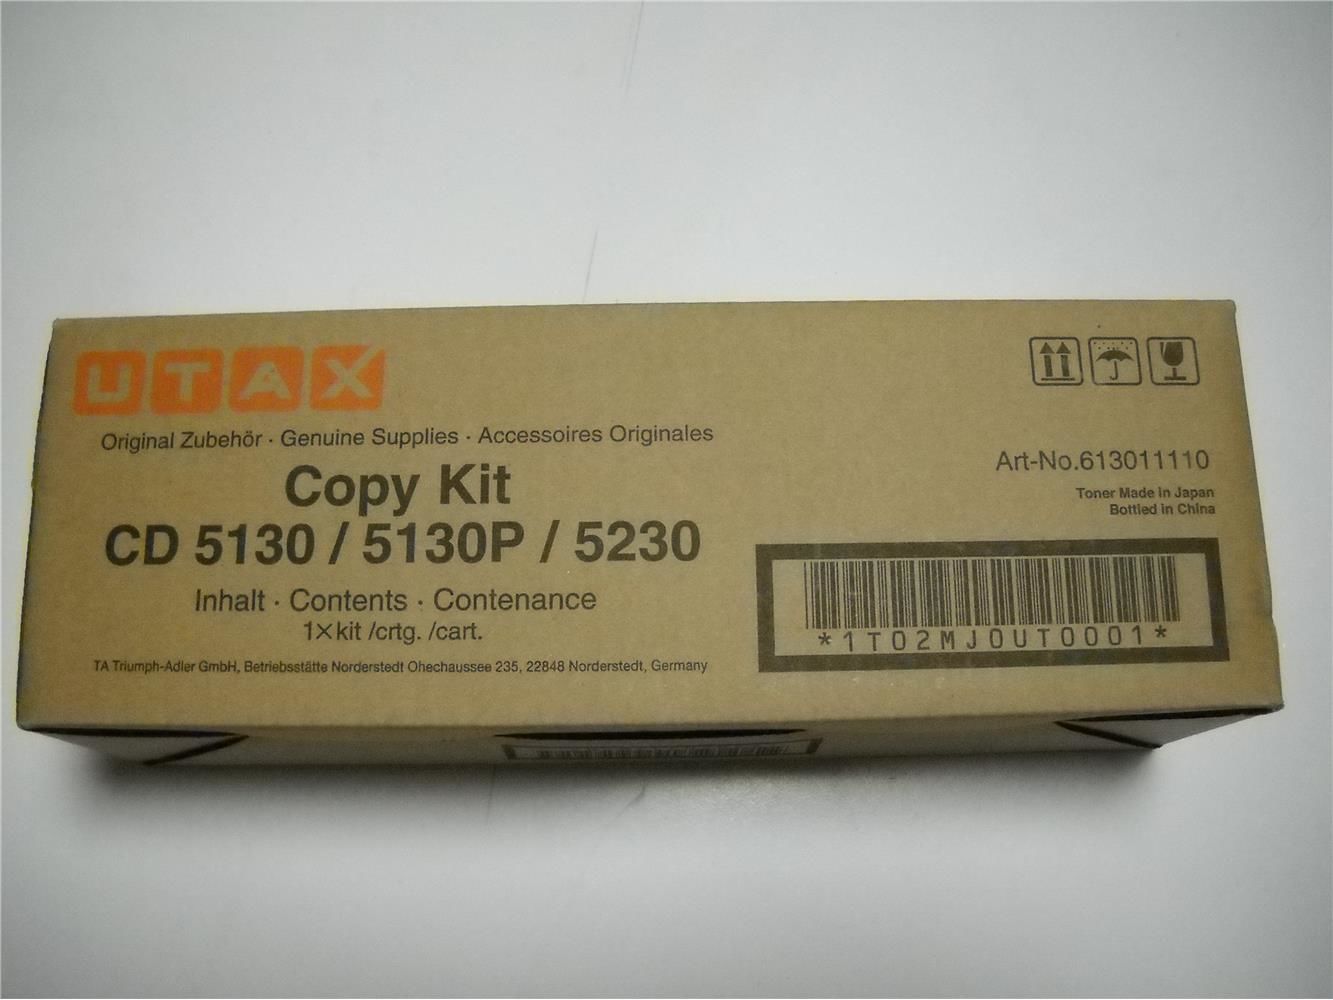 UTAX
Original Zubehör · Genuine Supplies · Accessoires Originales
Copy Kit
CD 5130 / 5130P / 5230
Inhalt · Contents · Contenance
1×kit /crtg. /cart.
TA Triumph-Adler GmbH, Betriebsstätte Norderstedt Ohechaussee 235, 22848 Norderstedt, Germany
Art-No.613011110
Toner Made in Japan
Bottled in China
*1T02MJ0UT0001*